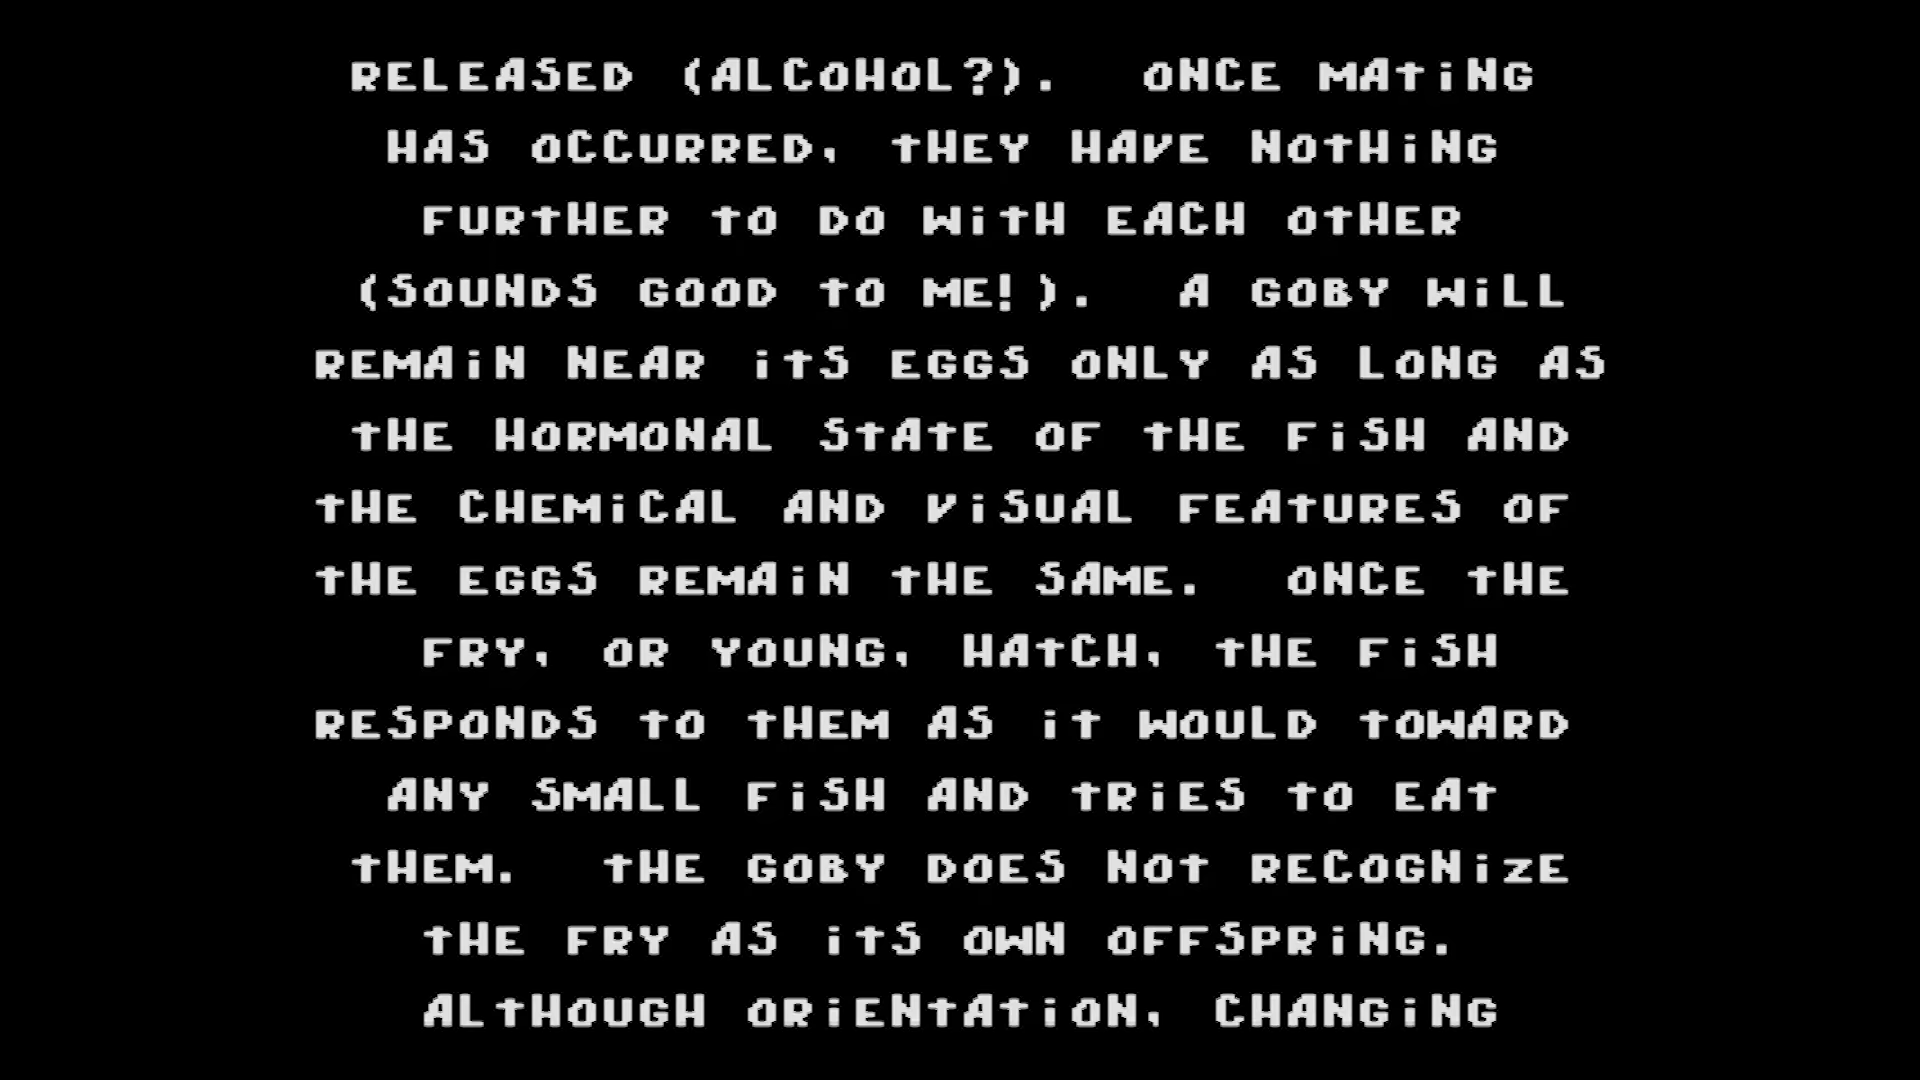 RELEASED (ALCOHOL?).  ONCE MATiNG
HAS OCCURRED, tHEY HAVE NOtHiNG
FURtHER tO DO WitH EACH OtHER
(SOUNDS GOOD tO ME!).  A GOBY WiLL
REMAiN NEAR itS EGGS ONLY AS LONG AS
tHE HORMONAL StAtE OF tHE FiSH AND
tHE CHEMiCAL AND ViSUAL FEAtURES OF
tHE EGGS REMAiN tHE SAME.  ONCE tHE
FRY, OR YOUNG, HAtCH, tHE FiSH
RESPONDS tO tHEM AS it WOULD tOWARD
ANY SMALL FiSH AND tRiES tO EAt
tHEM.  tHE GOBY DOES NOt RECOGNizE
tHE FRY AS itS OWN OFFSPRiNG.
ALtHOUGH ORiENtAtiON, CHANGiNG